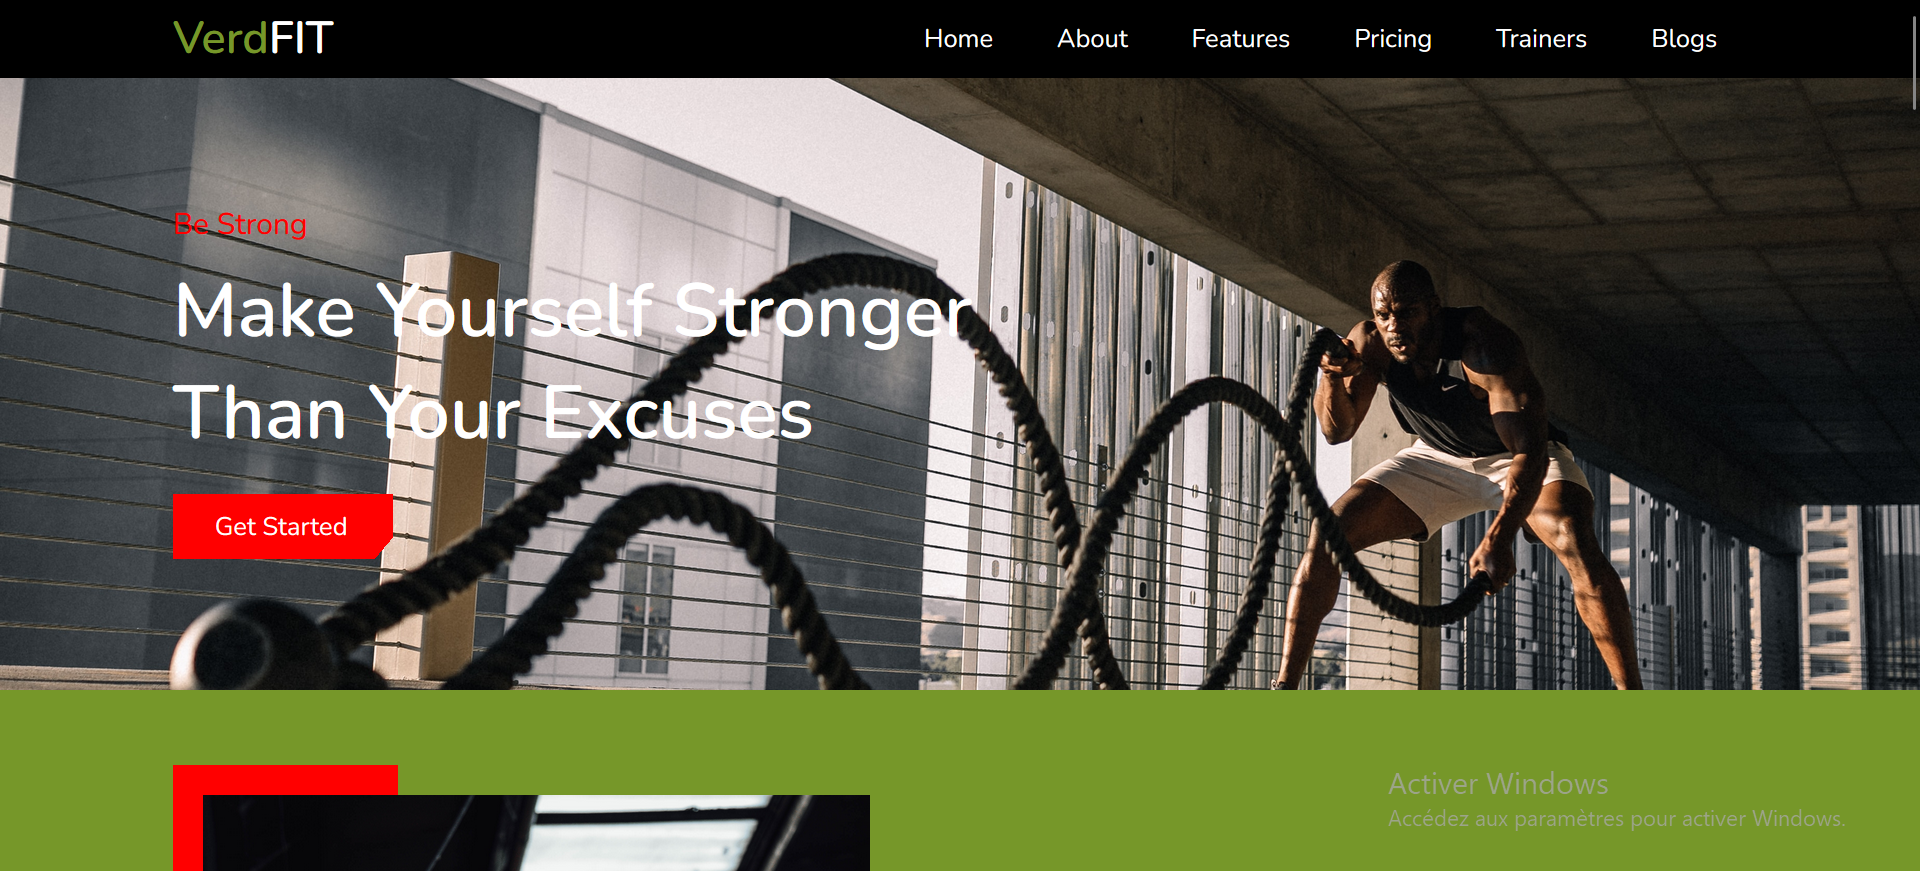 VerdFIT
Home About Features Pricing Trainers Blogs
Be Strong
Make Yourself Stronger
Than Your Excuses
Get Started
Activer Windows
Accédez aux paramètres pour activer Windows.